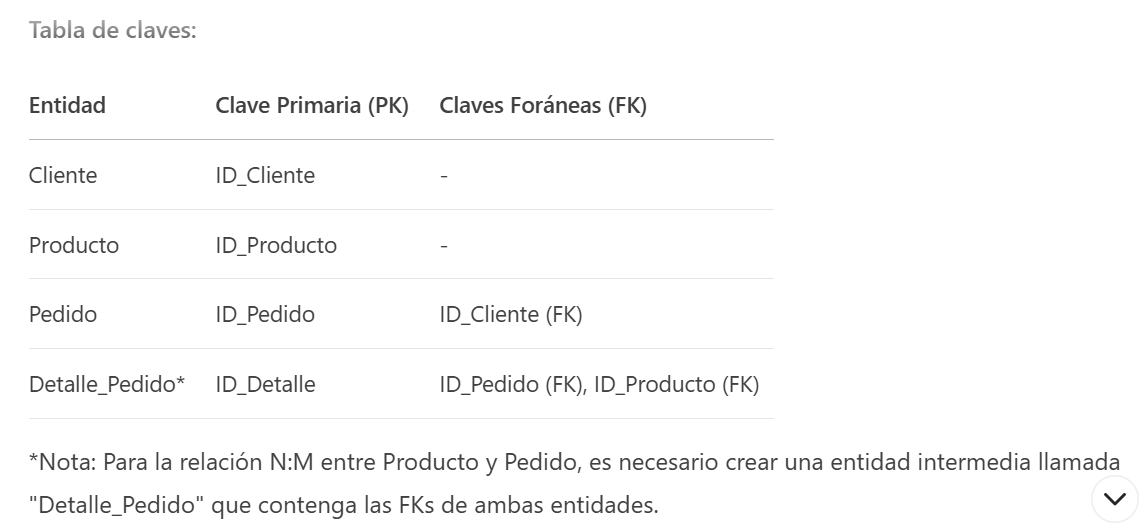 Tabla de claves:
Entidad Clave Primaria (PK) Claves Foráneas (FK)
Cliente ID_Cliente -
Producto ID_Producto -
Pedido ID_Pedido ID_Cliente (FK)
Detalle_Pedido* ID_Detalle ID_Pedido (FK), ID_Producto (FK)
*Nota: Para la relación N:M entre Producto y Pedido, es necesario crear una entidad intermedia llamada
"Detalle_Pedido" que contenga las FKs de ambas entidades.